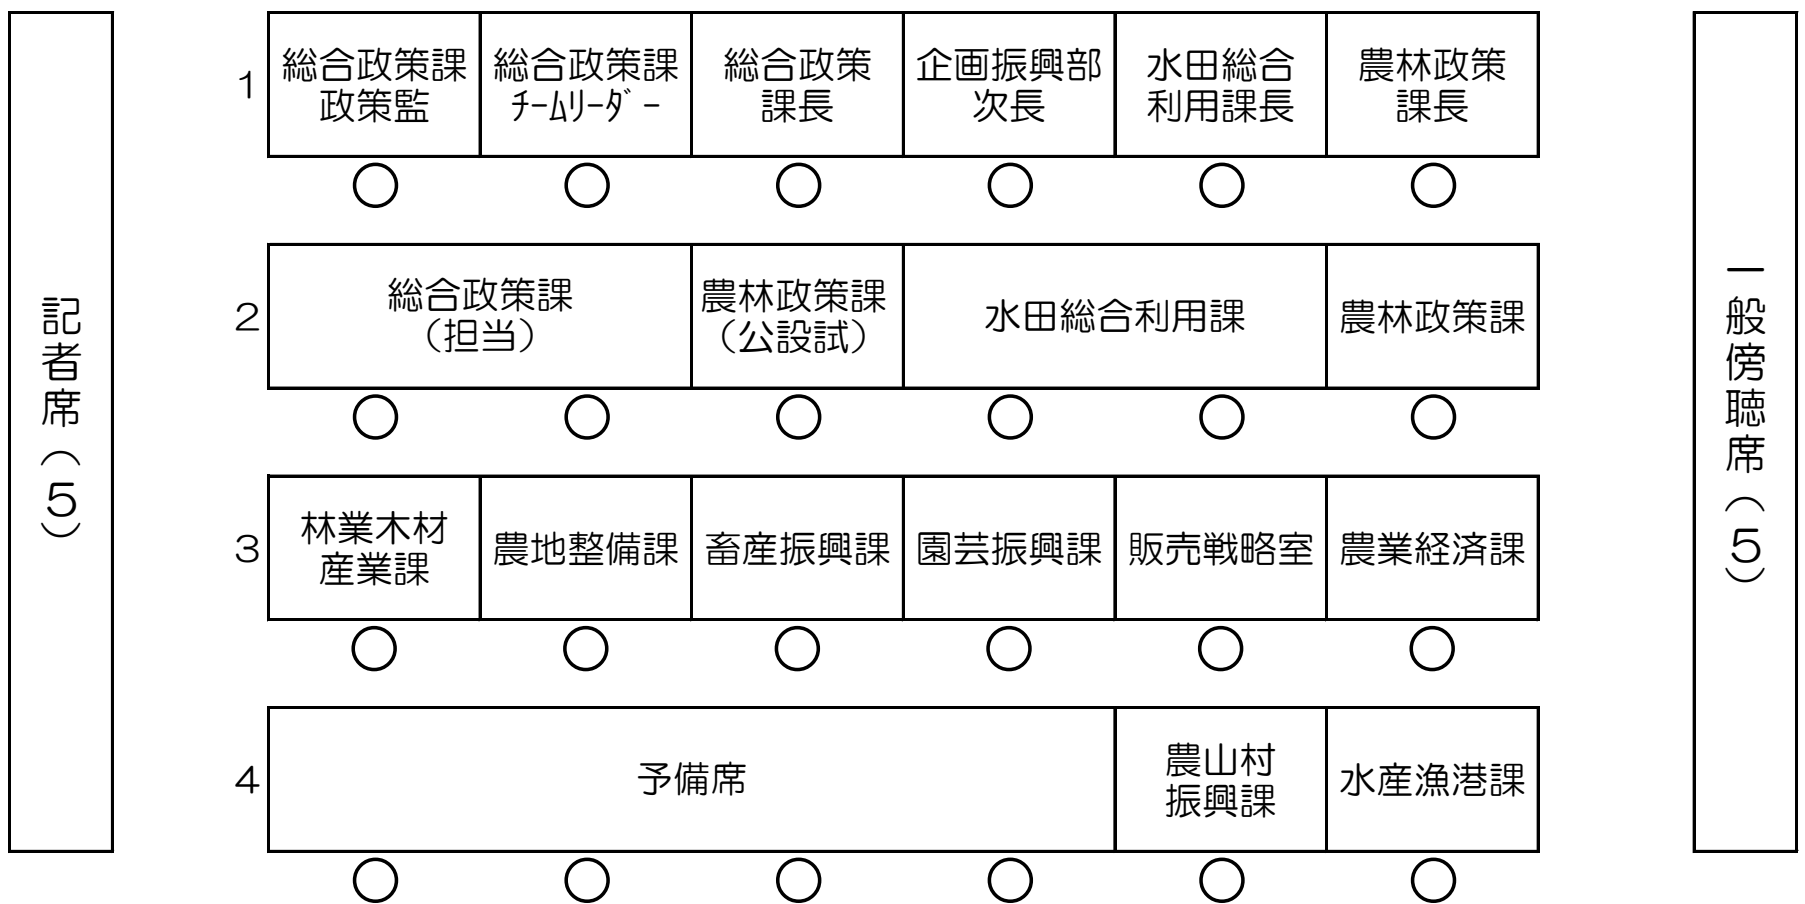 記者席（５）
1
総合政策課
政策監
総合政策課
ﾁｰﾑﾘｰﾀﾞｰ
総合政策
課長
企画振興部
次長
水田総合
利用課長
農林政策
課長
2
総合政策課
（担当）
農林政策課
（公設試）
水田総合利用課
農林政策課
3
林業木材
産業課
農地整備課
畜産振興課
園芸振興課
販売戦略室
農業経済課
4
予備席
農山村
振興課
水産漁港課
一般傍聴席（５）